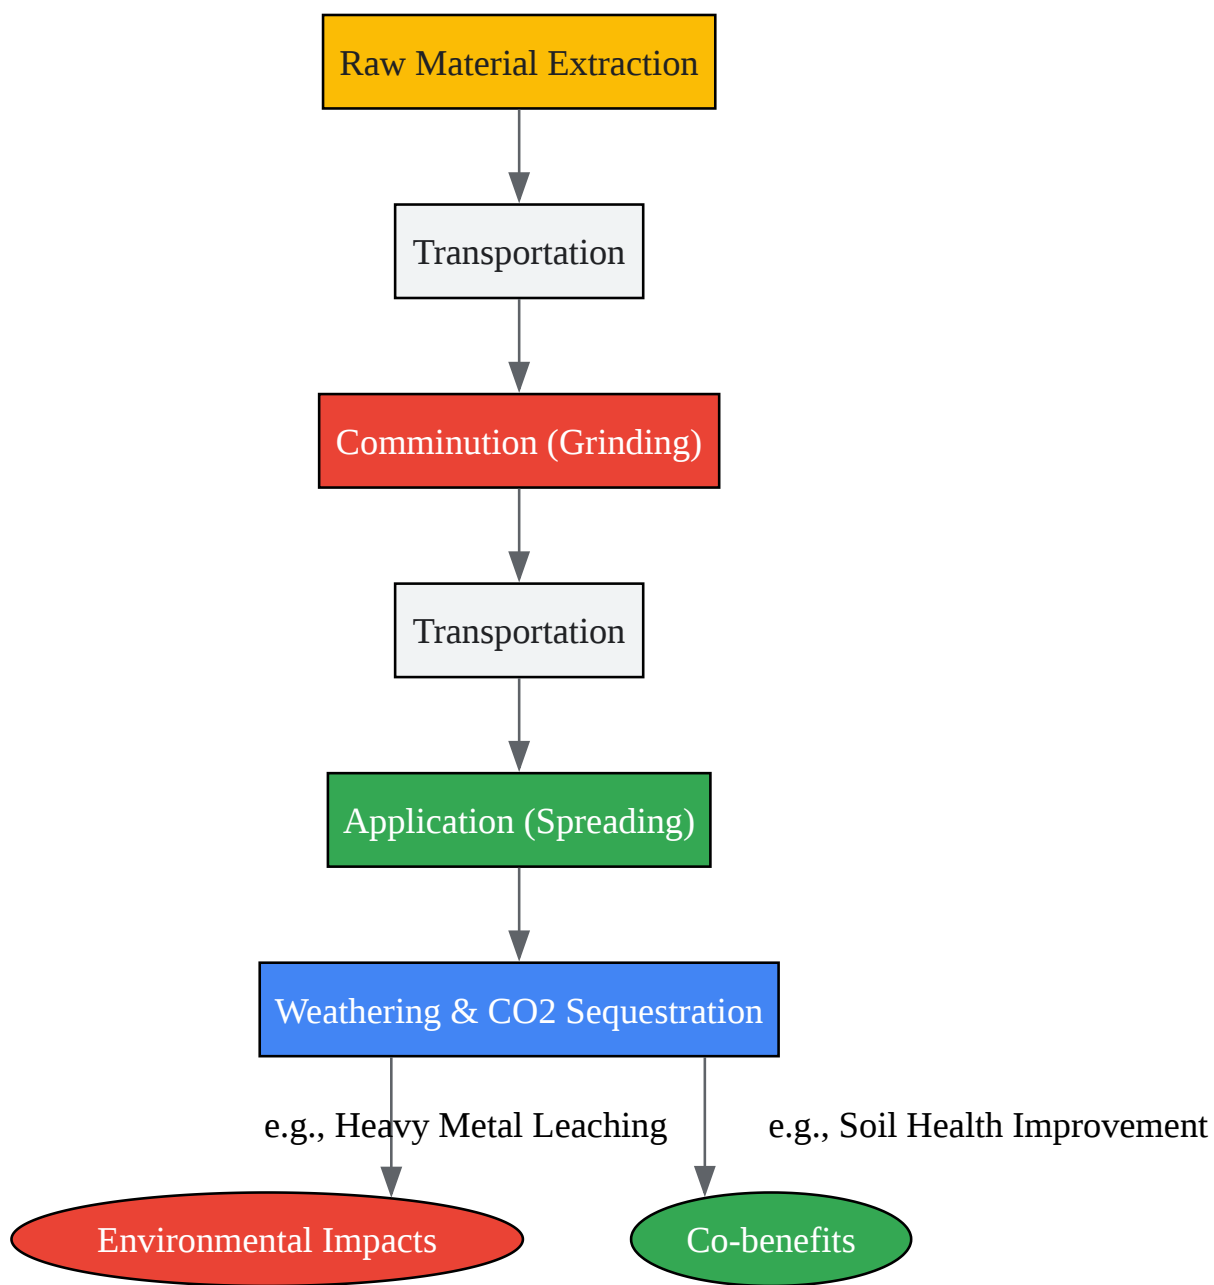 Raw Material Extraction
Transportation
Comminution (Grinding)
Transportation
Application (Spreading)
Weathering & CO2 Sequestration
e.g., Heavy Metal Leaching
e.g., Soil Health Improvement
Environmental Impacts
Co-benefits